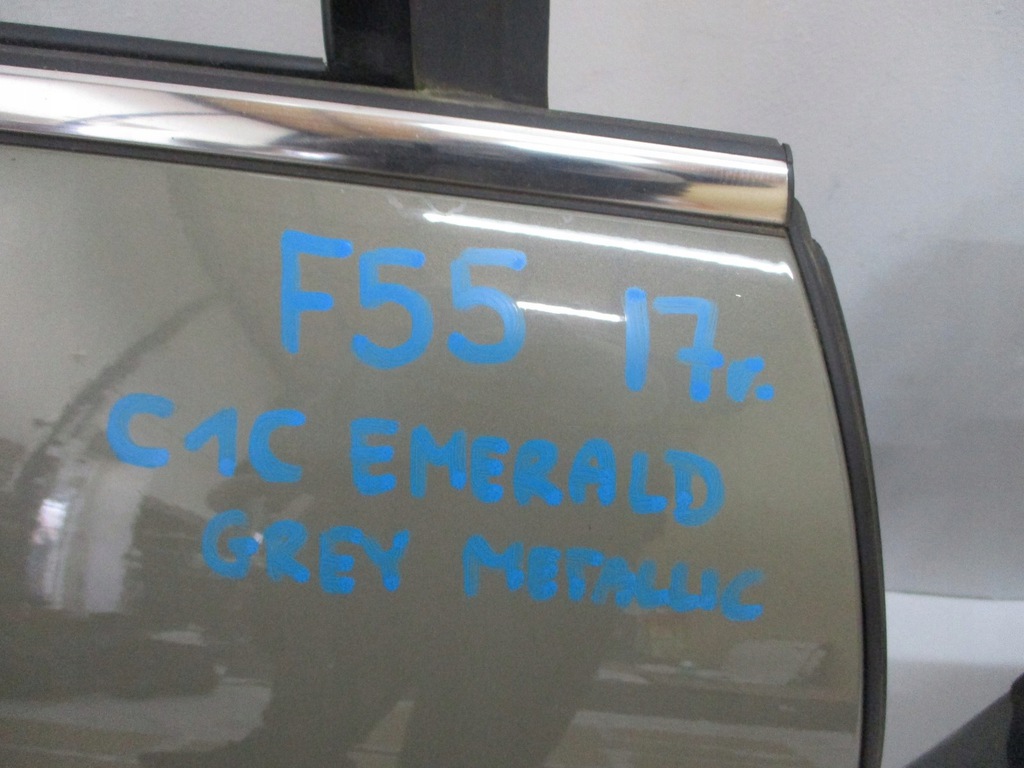 F55 17r.
C1C EMERALD
GREY METALLIC